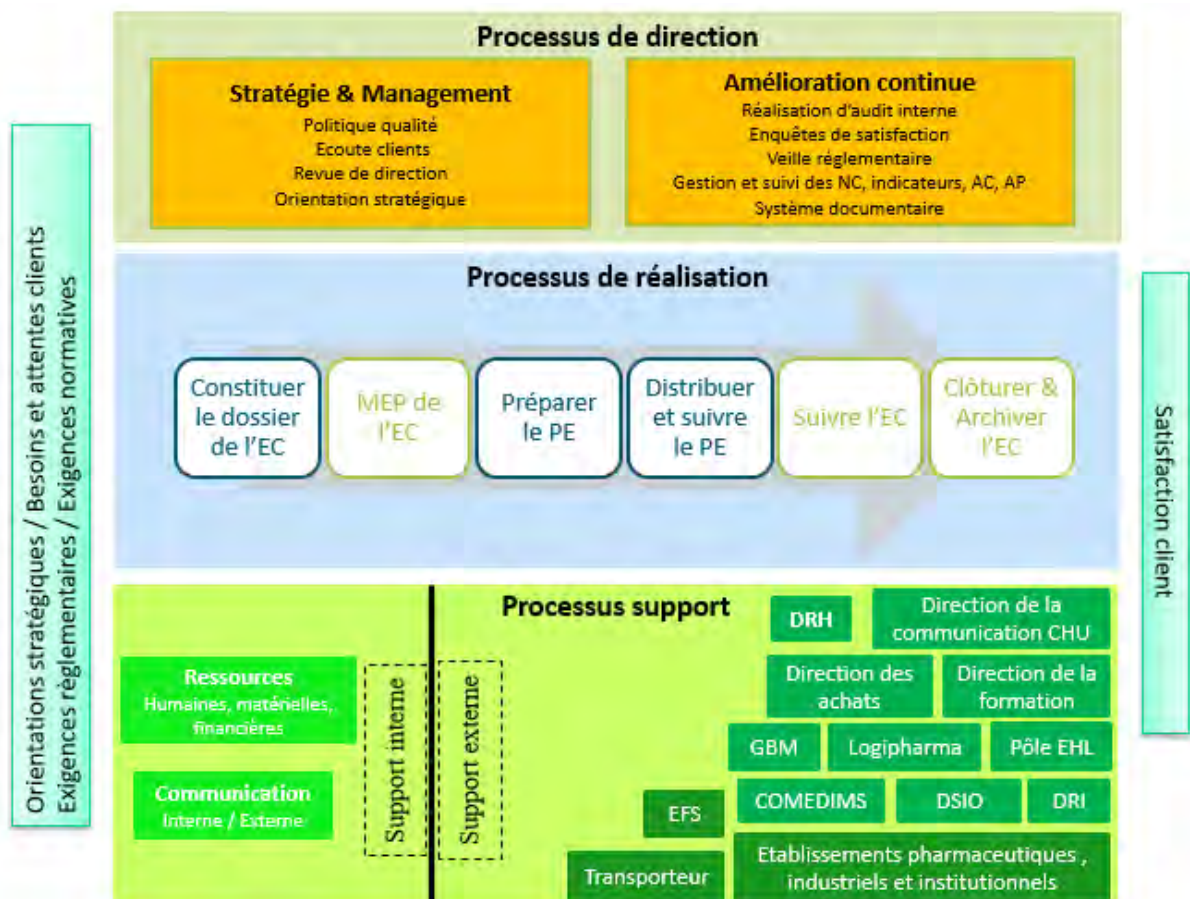 Processus de direction
Stratégie & Management
Politique qualité
Ecoute clients
Revue de direction
Orientation stratégique
Amélioration continue
Réalisation d'audit interne
Enquêtes de satisfaction
Veille réglementaire
Gestion et suivi des NC, indicateurs, AC, AP
Système documentaire
Orientations stratégiques / Besoins et attentes clients
Exigences règlementaires / Exigences normatives
Processus de réalisation
Constituer
le dossier
de l'EC
MEP de
l'EC
Préparer
le PE
Distribuer
et suivre
le PE
Suivre l'EC
Clôturer &
Archiver
l'EC
Satisfaction client
Processus support
Ressources
Humaines, matérielles,
financières
Communication
Interne / Externe
Support interne
Support externe
DRH
Direction de la
communication CHU
Direction des
achats
Direction de la
formation
GBM
Logipharma
Pôle EHL
EFS
COMEDIMS
DSIO
DRI
Transporteur
Etablissements pharmaceutiques ,
industriels et institutionnels